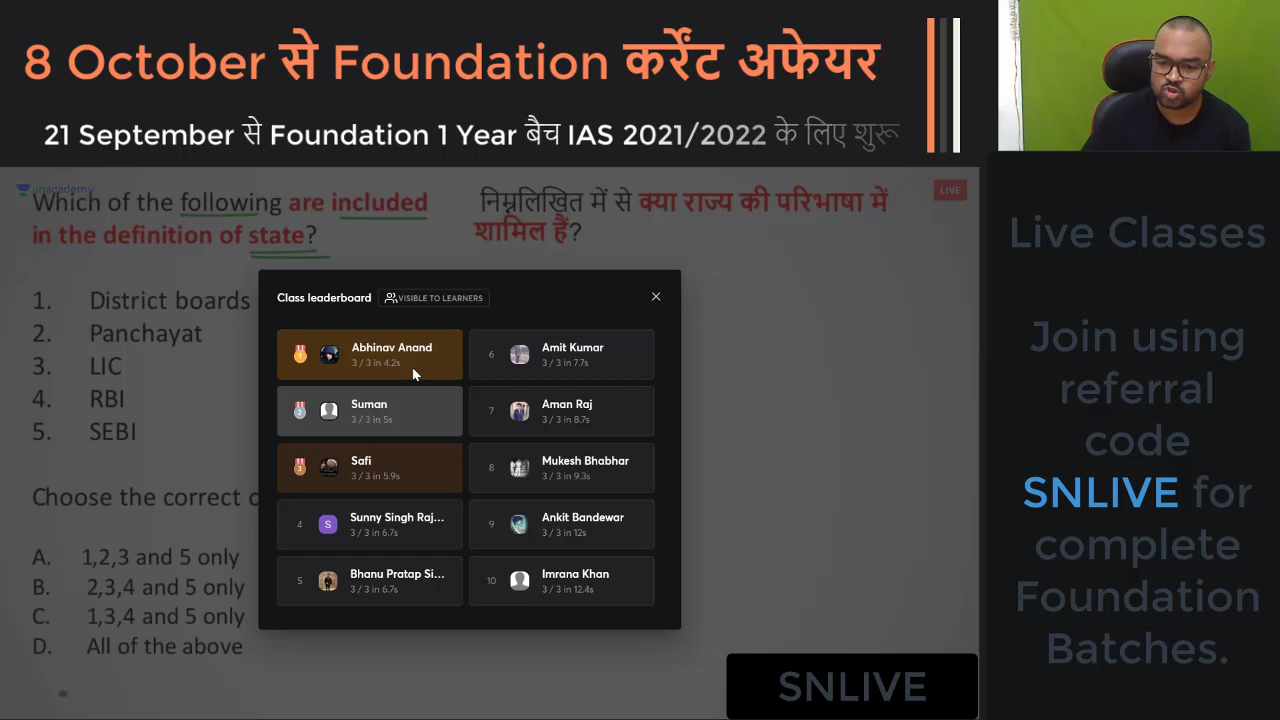 8 October से Foundation कर्रेंट अफेयर
21 September से Foundation 1 Year बैच IAS 2021/2022 के लिए शुरू
unacademy
LIVE
Which of the following are included
in the definition of state?
निम्नलिखित में से क्या राज्य की परिभाषा में
शामिल हैं?
1. District boards
2. Panchayat
3. LIC
4. RBI
5. SEBI
Choose the correct
A. 1,2,3 and 5 only
B. 2,3,4 and 5 only
C. 1,3,4 and 5 only
D. All of the above
Class leaderboard VISIBLE TO LEARNERS
1 Abhinav Anand
3 / 3 in 4.2s
2 Suman
3 / 3 in 5s
3 Safi
3 / 3 in 5.9s
4 S Sunny Singh Raj...
3 / 3 in 6.7s
5 Bhanu Pratap Si...
3 / 3 in 6.7s
6 Amit Kumar
3 / 3 in 7.7s
7 Aman Raj
3 / 3 in 8.7s
8 Mukesh Bhabhar
3 / 3 in 9.3s
9 Ankit Bandewar
3 / 3 in 12s
10 Imrana Khan
3 / 3 in 12.4s
Live Classes
Join using
referral
code
SNLIVE for
complete
Foundation
Batches.
SNLIVE